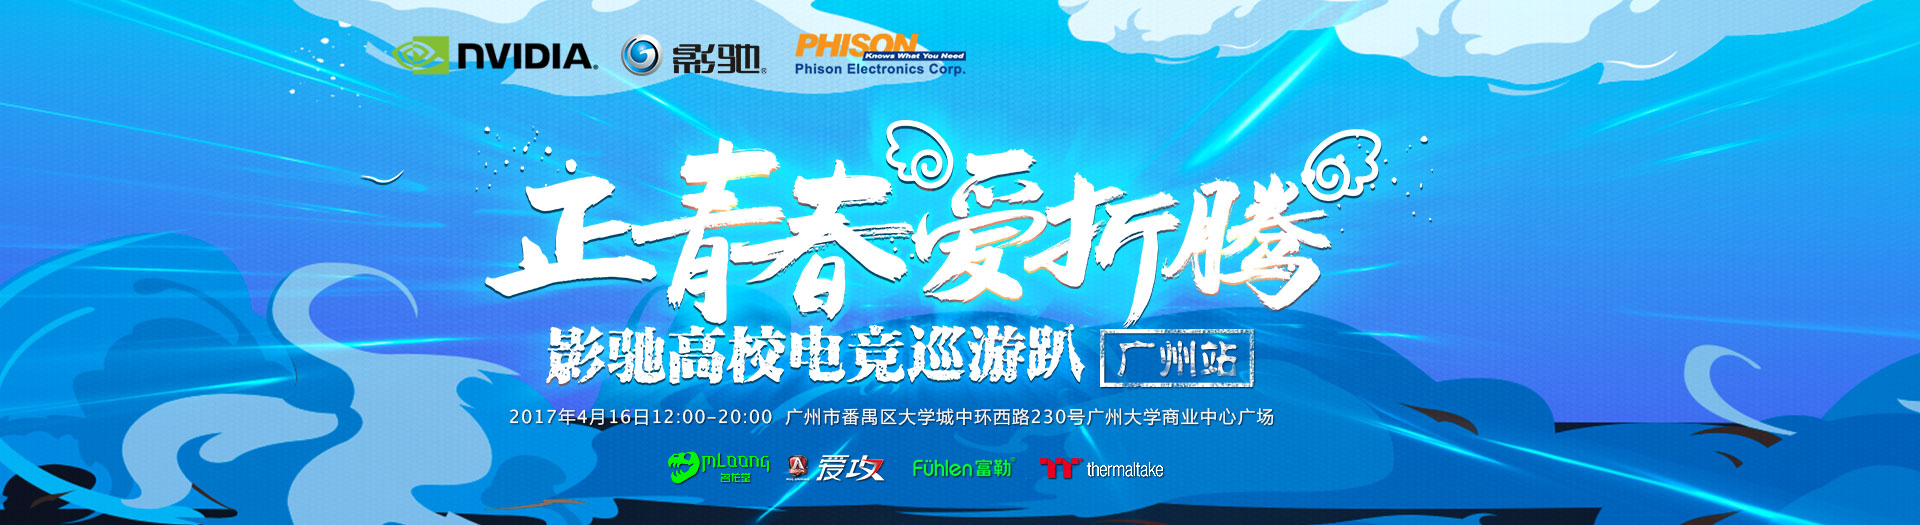 NVIDIA. 影驰 PHISON
Knows What You Need
Phison Electronics Corp.
正青春 爱折腾
影驰高校电竞巡游趴 广州站
2017年4月16日12:00-20:00 广州市番禺区大学城中环西路230号广州大学商业中心广场
mLoong 爱攻 Fühlen富勒 thermaltake
名龙堂